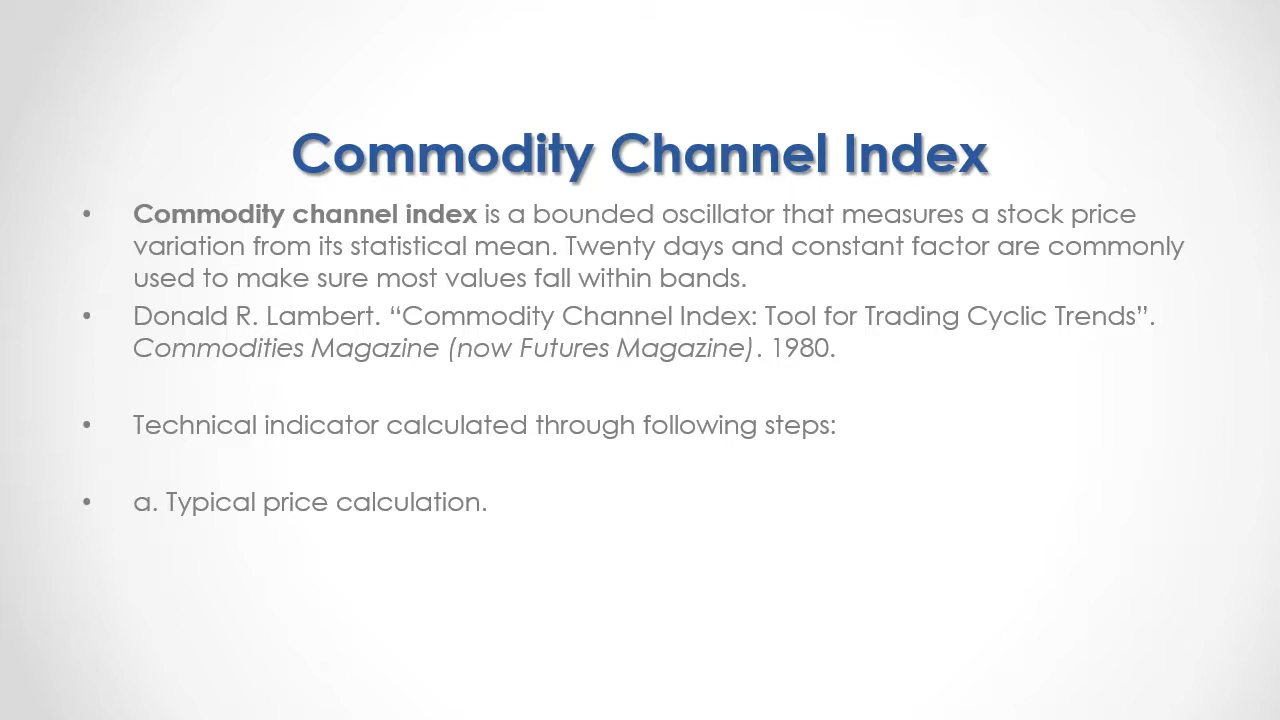 Commodity Channel Index
• Commodity channel index is a bounded oscillator that measures a stock price
variation from its statistical mean. Twenty days and constant factor are commonly
used to make sure most values fall within bands.
• Donald R. Lambert. “Commodity Channel Index: Tool for Trading Cyclic Trends”.
Commodities Magazine (now Futures Magazine). 1980.
• Technical indicator calculated through following steps:
• a. Typical price calculation.